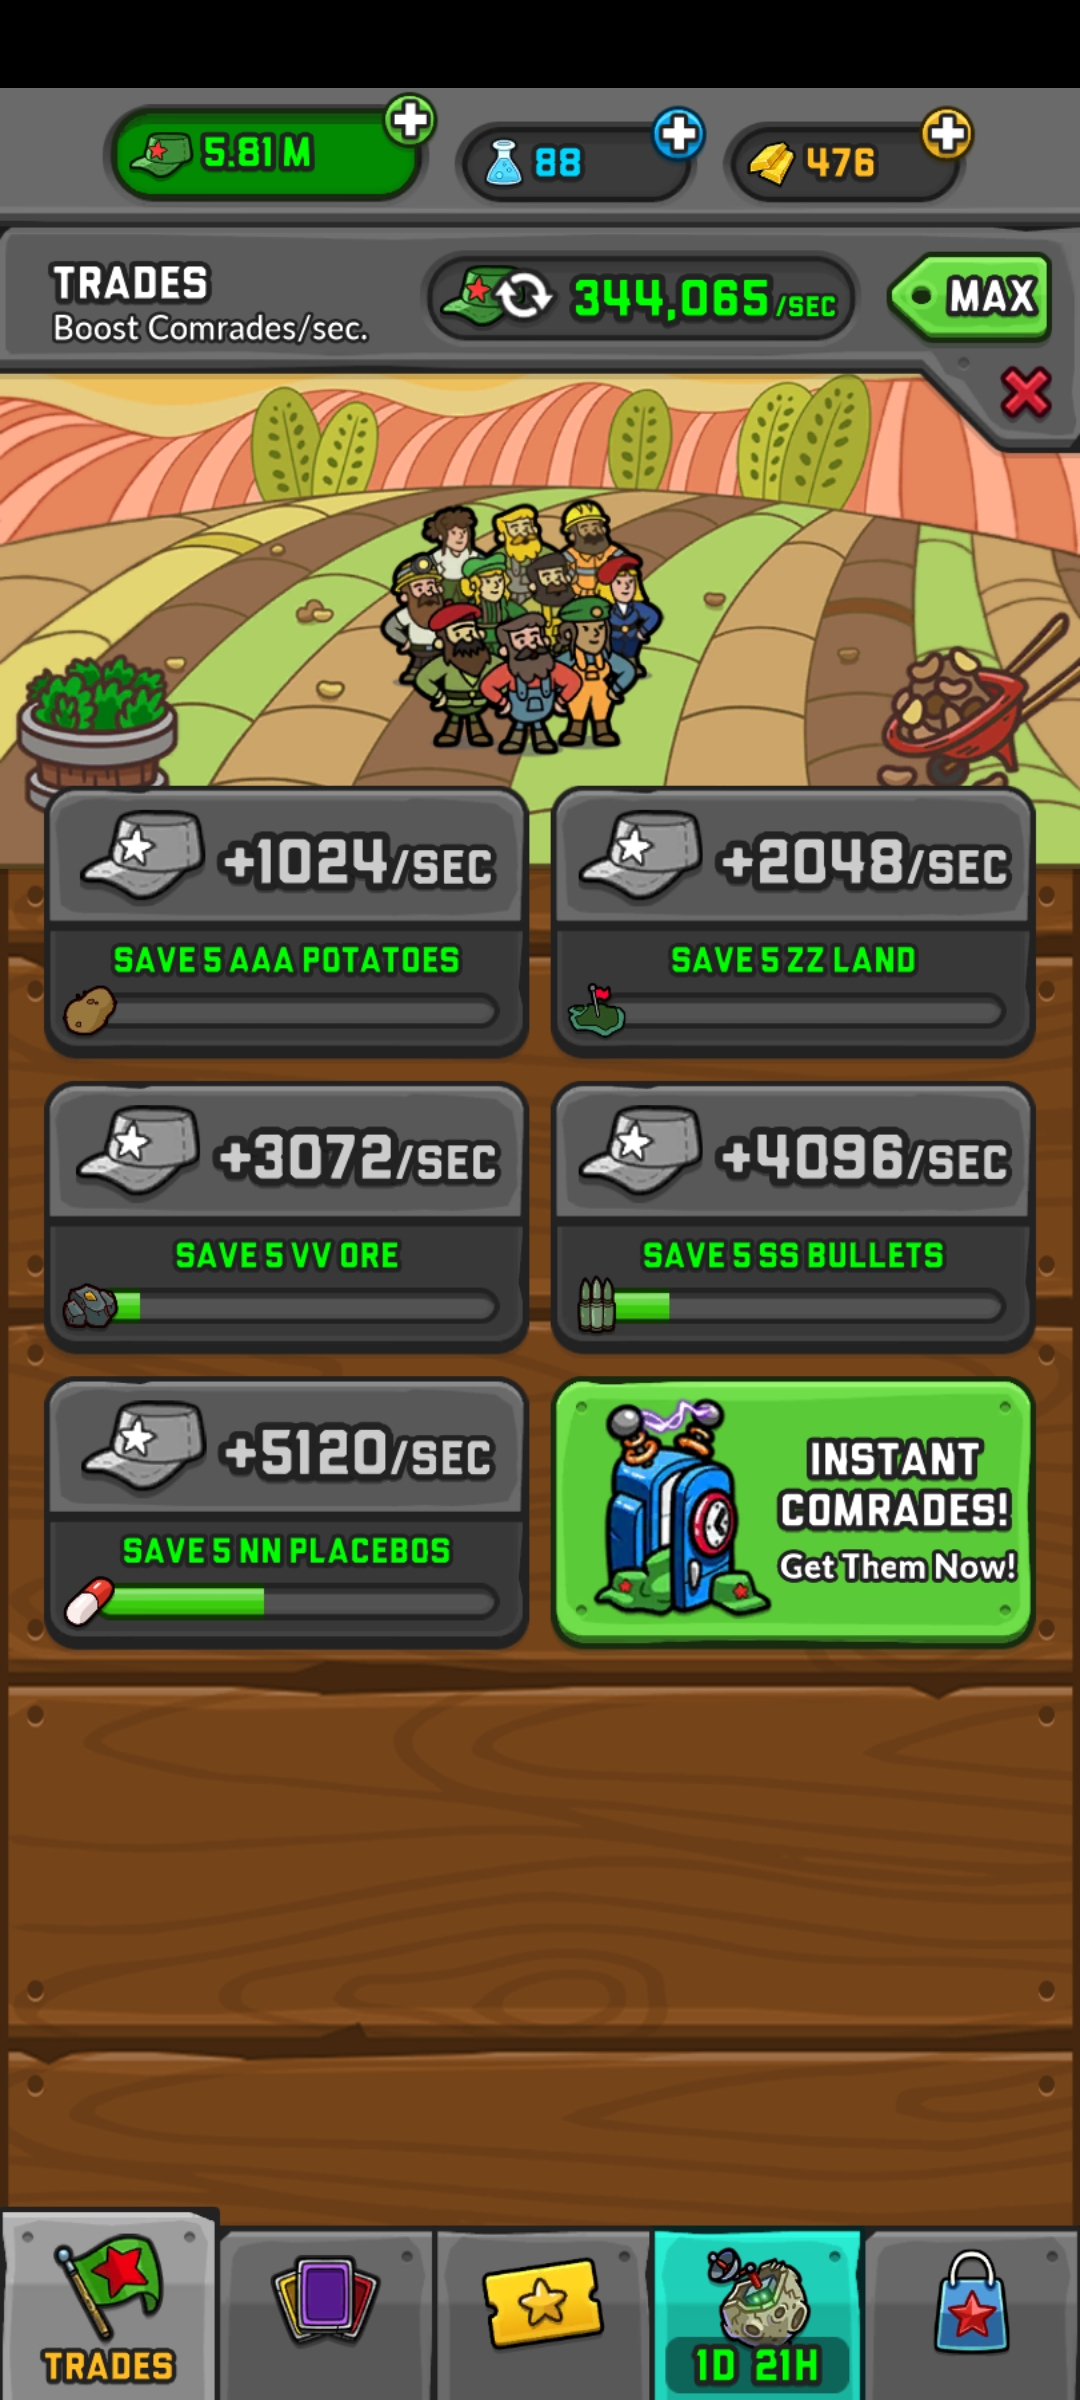 5.81 M
88
476
TRADES
Boost Comrades/sec.
344,065/SEC
MAX
+1024/SEC
SAVE 5 AAA POTATOES
+2048/SEC
SAVE 5 ZZ LAND
+3072/SEC
SAVE 5 VV ORE
+4096/SEC
SAVE 5 SS BULLETS
+5120/SEC
SAVE 5 NN PLACEBOS
INSTANT
COMRADES!
Get Them Now!
TRADES
1D 21H